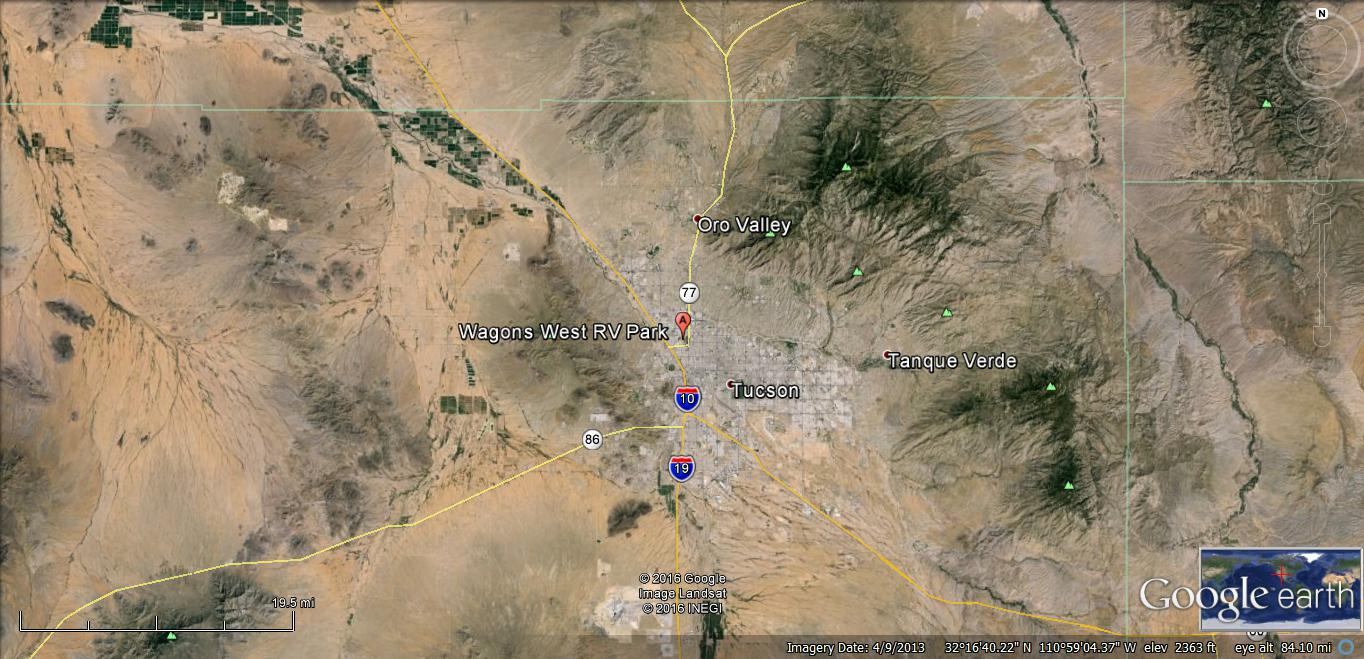 N
Oro Valley
77
A
Wagons West RV Park
Tanque Verde
Tucson
10
86
19
© 2016 Google
Image Landsat
© 2016 INEGI
19.5 mi
Google earth
Imagery Date: 4/9/2013 32°16'40.22" N 110°59'04.37" W elev 2363 ft eye alt 84.10 mi